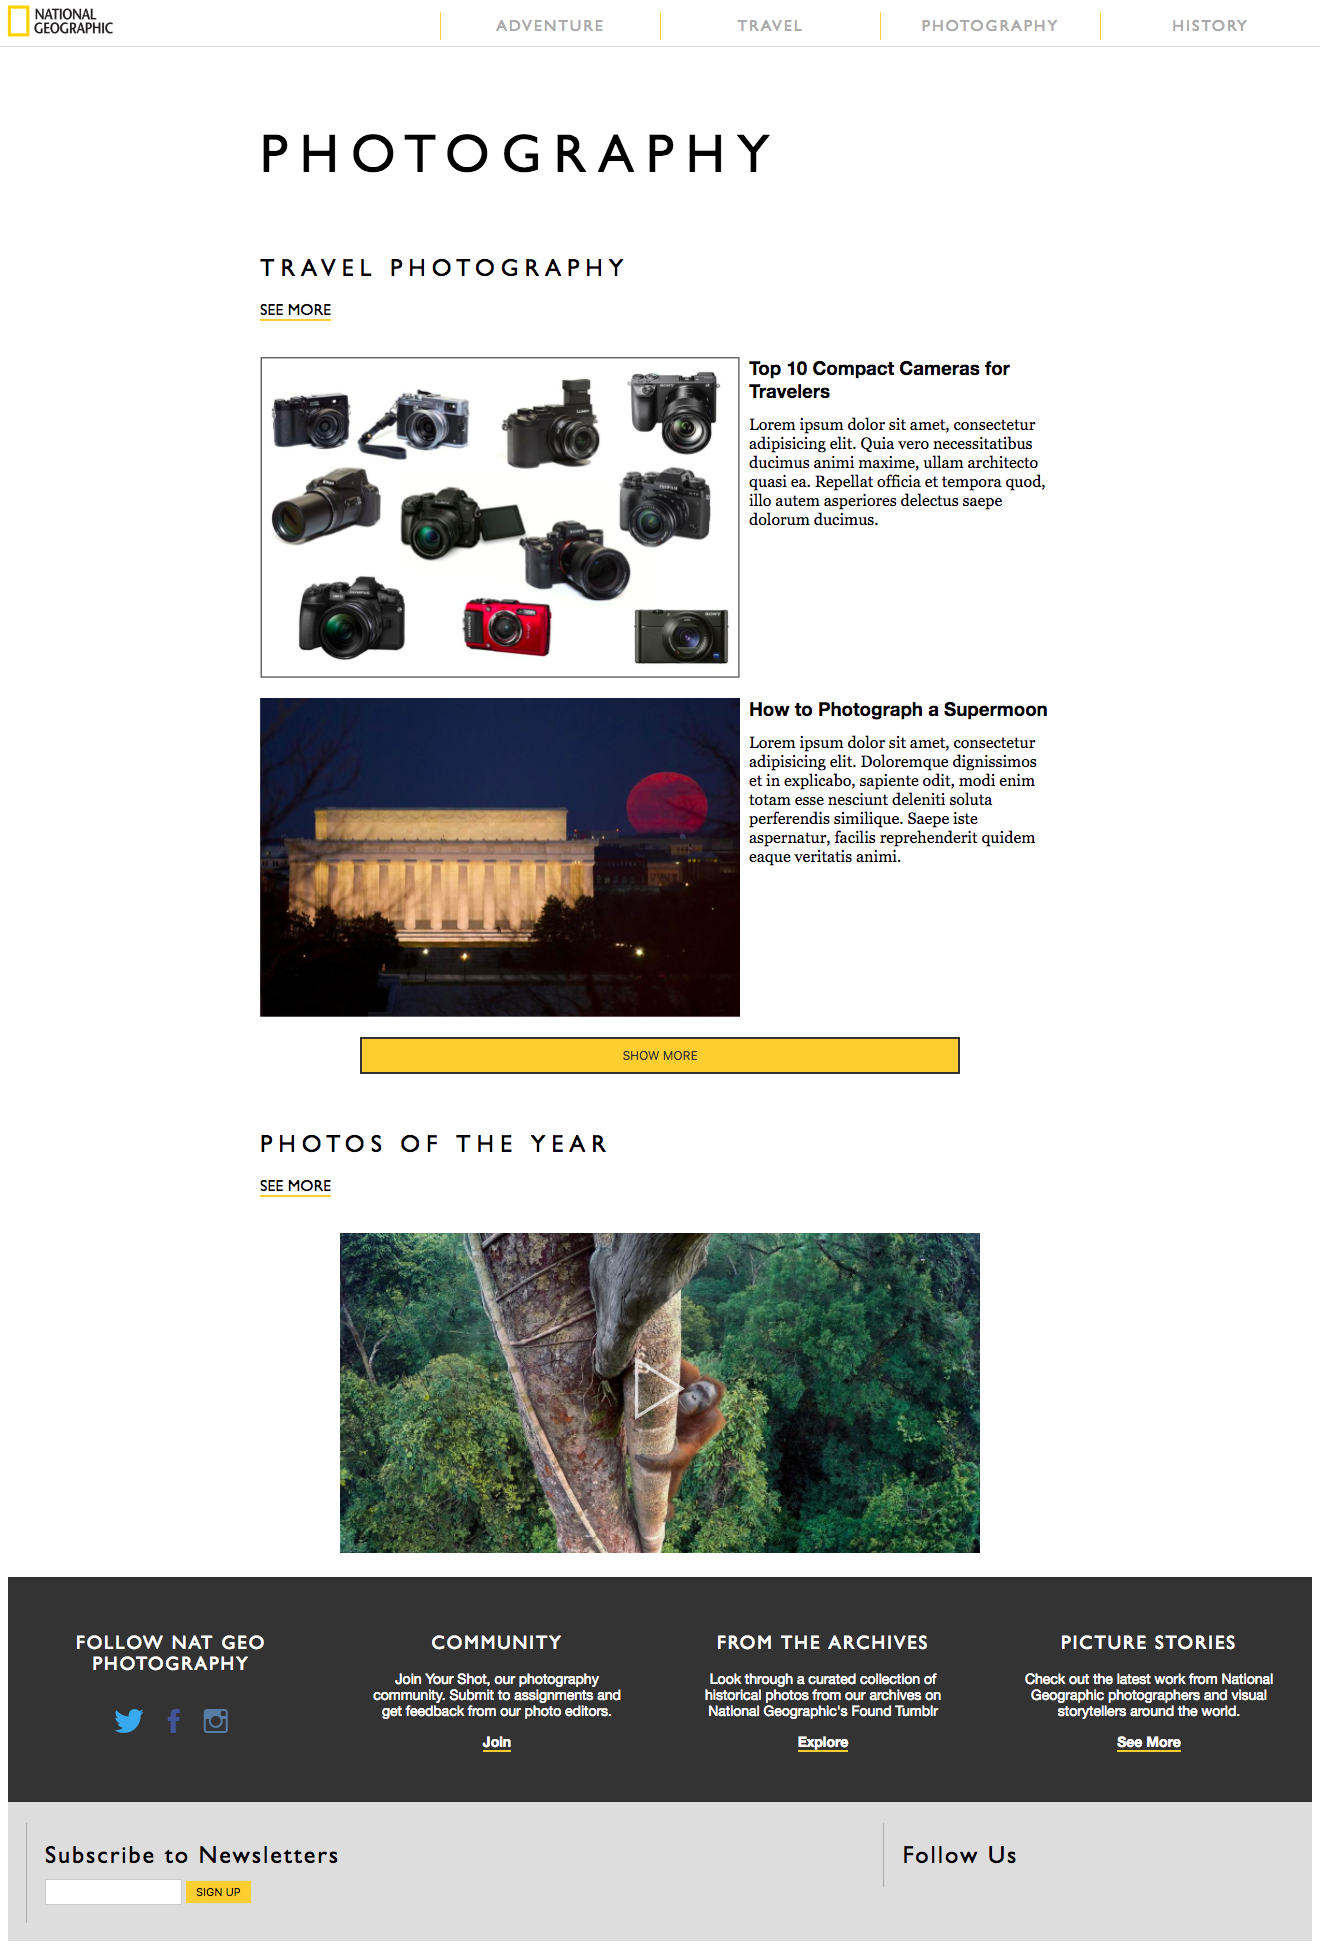 NATIONAL
GEOGRAPHIC
ADVENTURE
TRAVEL
PHOTOGRAPHY
HISTORY
PHOTOGRAPHY
TRAVEL PHOTOGRAPHY
SEE MORE
Top 10 Compact Cameras for
Travelers
Lorem ipsum dolor sit amet, consectetur
adipisicing elit. Quia vero necessitatibus
ducimus animi maxime, ullam architecto
quasi ea. Repellat officia et tempora quod,
illo autem asperiores delectus saepe
dolorum ducimus.
SONY
LUMIX
Nikon
FUJIFILM
OLYMPUS
SONY
How to Photograph a Supermoon
Lorem ipsum dolor sit amet, consectetur
adipisicing elit. Doloremque dignissimos
et in explicabo, sapiente odit, modi enim
totam esse nesciunt deleniti soluta
perferendis similique. Saepe iste
aspernatur, facilis reprehenderit quidem
eaque veritatis animi.
SHOW MORE
PHOTOS OF THE YEAR
SEE MORE
FOLLOW NAT GEO
PHOTOGRAPHY
COMMUNITY
Join Your Shot, our photography
community. Submit to assignments and
get feedback from our photo editors.
Join
FROM THE ARCHIVES
Look through a curated collection of
historical photos from our archives on
National Geographic's Found Tumblr
Explore
PICTURE STORIES
Check out the latest work from National
Geographic photographers and visual
storytellers around the world.
See More
Subscribe to Newsletters
SIGN UP
Follow Us